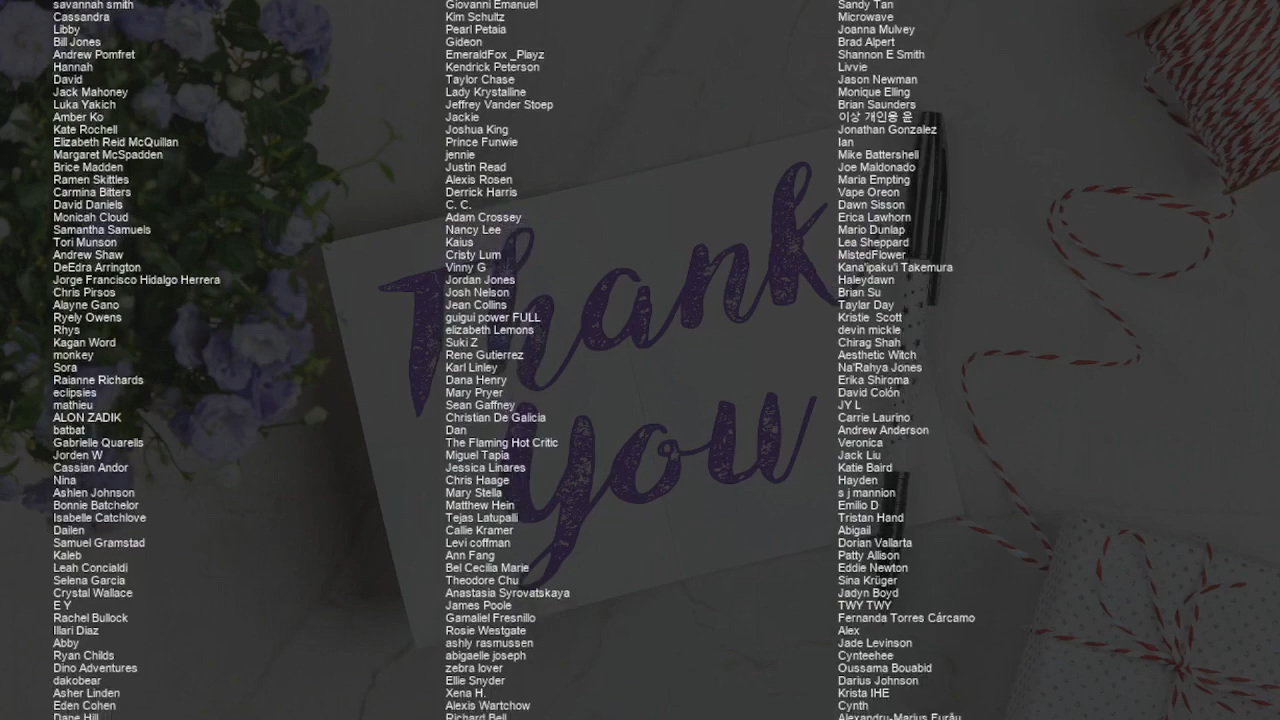 savannah smith
Cassandra
Libby
Bill Jones
Andrew Pomfret
Hannah
David
Jack Mahoney
Luka Yakich
Amber Ko
Kate Rochell
Elizabeth Reid McQuillan
Margaret McSpadden
Brice Madden
Ramen Skittles
Carmina Bitters
David Daniels
Monicah Cloud
Samantha Samuels
Tori Munson
Andrew Shaw
DeEdra Arrington
Jorge Francisco Hidalgo Herrera
Chris Pirsos
Alayne Gano
Ryely Owens
Rhys
Kagan Word
monkey
Sora
Raianne Richards
eclipsies
mathieu
ALON ZADIK
batbat
Gabrielle Quarells
Jorden W
Cassian Andor
Nina
Ashlen Johnson
Bonnie Batchelor
Isabelle Catchlove
Dailen
Samuel Gramstad
Kaleb
Leah Concialdi
Selena Garcia
Crystal Wallace
E Y
Rachel Bullock
Illari Diaz
Abby
Ryan Childs
Dino Adventures
dakobear
Asher Linden
Eden Cohen
Dane Hill
Giovanni Emanuel
Kim Schultz
Pearl Petaia
Gideon
EmeraldFox _Playz
Kendrick Peterson
Taylor Chase
Lady Krystalline
Jeffrey Vander Stoep
Jackie
Joshua King
Prince Funwie
jennie
Justin Read
Alexis Rosen
Derrick Harris
C. C.
Adam Crossey
Nancy Lee
Kaius
Cristy Lum
Vinny G
Jordan Jones
Josh Nelson
Jean Collins
guigui power FULL
elizabeth Lemons
Suki Z
Rene Gutierrez
Karl Linley
Dana Henry
Mary Pryer
Sean Gaffney
Christian De Galicia
Dan
The Flaming Hot Critic
Miguel Tapia
Jessica Linares
Chris Haage
Mary Stella
Matthew Hein
Tejas Latupalli
Callie Kramer
Levi coffman
Ann Fang
Bel Cecilia Marie
Theodore Chu
Anastasia Syrovatskaya
James Poole
Gamaliel Fresnillo
Rosie Westgate
ashly rasmussen
abigaelle joseph
zebra lover
Ellie Snyder
Xena H.
Alexis Wartchow
Richard Bell
Sandy Tan
Microwave
Joanna Mulvey
Brad Alpert
Shannon E Smith
Livvie
Jason Newman
Monique Elling
Brian Saunders
이상 개인용 윤
Jonathan Gonzalez
Ian
Mike Battershell
Joe Maldonado
Maria Empting
Vape Oreon
Dawn Sisson
Erica Lawhorn
Mario Dunlap
Lea Sheppard
MistedFlower
Kana'ipaku'i Takemura
Haleydawn
Brian Su
Taylar Day
Kristie Scott
devin mickle
Chirag Shah
Aesthetic Witch
Na'Rahya Jones
Erika Shiroma
David Colón
JY L
Carrie Laurino
Andrew Anderson
Veronica
Jack Liu
Katie Baird
Hayden
s j mannion
Emilio D
Tristan Hand
Abigail
Dorian Vallarta
Patty Allison
Eddie Newton
Sina Krüger
Jadyn Boyd
TWY TWY
Fernanda Torres Cárcamo
Alex
Jade Levinson
Cynteehee
Oussama Bouabid
Darius Johnson
Krista IHE
Cynth
Alexandru-Marius Furău
Thank
you